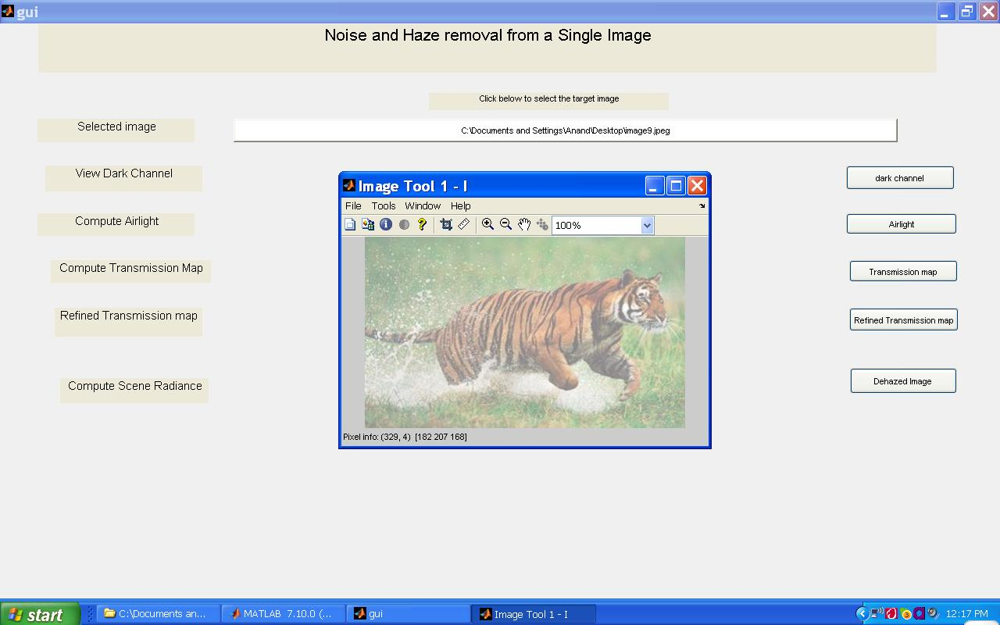 gui
Noise and Haze removal from a Single Image
Click below to select the target image
Selected image
C:\Documents and Settings\Anand\Desktop\image9.jpeg
View Dark Channel
dark channel
Image Tool 1 - I
File Tools Window Help
100%
Compute Airlight
Airlight
Compute Transmission Map
Transmission map
Refined Transmission map
Refined Transmission map
Compute Scene Radiance
Dehazed Image
Pixel info: (329, 4) [182 207 168]
start
C:\Documents an...
MATLAB 7.10.0 (...
gui
Image Tool 1 - I
12:17 PM